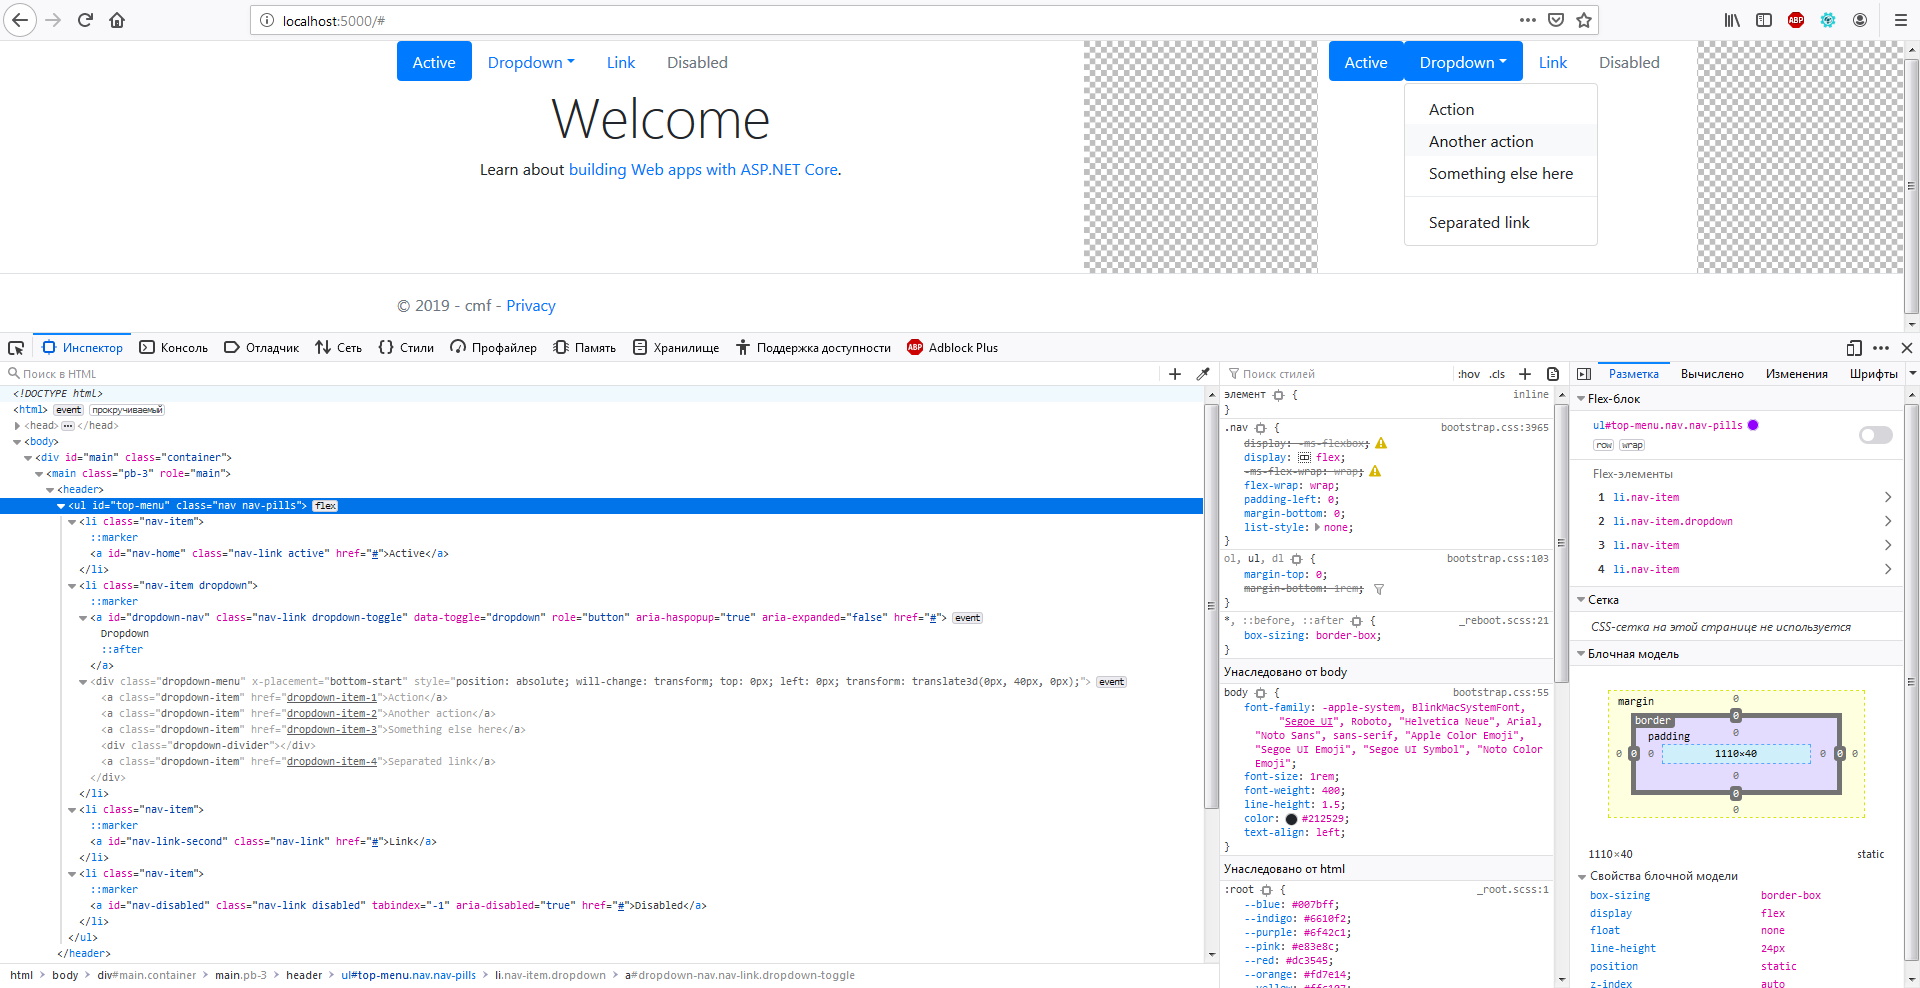 localhost:5000/#
ABP
Active Dropdown Link Disabled
Active Dropdown Link Disabled
Welcome
Learn about building Web apps with ASP.NET Core.
Action
Another action
Something else here
Separated link
© 2019 - cmf - Privacy
Инспектор Консоль Отладчик Сеть Стили Профайлер Память Хранилище Поддержка доступности ABP Adblock Plus
Поиск в HTML
<!DOCTYPE html>
<html> event прокручиваемый
<head> ••• </head>
<body>
<div id="main" class="container">
<main class="pb-3" role="main">
<header>
<ul id="top-menu" class="nav nav-pills"> flex
<li class="nav-item">
::marker
<a id="nav-home" class="nav-link active" href="#">Active</a>
</li>
<li class="nav-item dropdown">
::marker
<a id="dropdown-nav" class="nav-link dropdown-toggle" data-toggle="dropdown" role="button" aria-haspopup="true" aria-expanded="false" href="#"> event
Dropdown
::after
</a>
<div class="dropdown-menu" x-placement="bottom-start" style="position: absolute; will-change: transform; top: 0px; left: 0px; transform: translate3d(0px, 40px, 0px);"> event
<a class="dropdown-item" href="dropdown-item-1">Action</a>
<a class="dropdown-item" href="dropdown-item-2">Another action</a>
<a class="dropdown-item" href="dropdown-item-3">Something else here</a>
<div class="dropdown-divider"></div>
<a class="dropdown-item" href="dropdown-item-4">Separated link</a>
</div>
</li>
<li class="nav-item">
::marker
<a id="nav-link-second" class="nav-link" href="#">Link</a>
</li>
<li class="nav-item">
::marker
<a id="nav-disabled" class="nav-link disabled" tabindex="-1" aria-disabled="true" href="#">Disabled</a>
</li>
</ul>
</header>
html > body > div#main.container > main.pb-3 > header > ul#top-menu.nav.nav-pills > li.nav-item.dropdown > a#dropdown-nav.nav-link.dropdown-toggle
Поиск стилей :hov .cls
элемент { inline
}
.nav { bootstrap.css:3965
display: -ms-flexbox;
display: flex;
-ms-flex-wrap: wrap;
flex-wrap: wrap;
padding-left: 0;
margin-bottom: 0;
list-style: none;
}
ol, ul, dl { bootstrap.css:103
margin-top: 0;
margin-bottom: 1rem;
}
*, ::before, ::after { _reboot.scss:21
box-sizing: border-box;
}
Унаследовано от body
body { bootstrap.css:55
font-family: -apple-system, BlinkMacSystemFont,
"Segoe UI", Roboto, "Helvetica Neue", Arial,
"Noto Sans", sans-serif, "Apple Color Emoji",
"Segoe UI Emoji", "Segoe UI Symbol", "Noto Color
Emoji";
font-size: 1rem;
font-weight: 400;
line-height: 1.5;
color: #212529;
text-align: left;
}
Унаследовано от html
:root { _root.scss:1
--blue: #007bff;
--indigo: #6610f2;
--purple: #6f42c1;
--pink: #e83e8c;
--red: #dc3545;
--orange: #fd7e14;
--yellow: #ffc107;
Разметка Вычислено Изменения Шрифты
Flex-блок
ul#top-menu.nav.nav-pills
row wrap
Flex-элементы
1 li.nav-item
2 li.nav-item.dropdown
3 li.nav-item
4 li.nav-item
Сетка
CSS-сетка на этой странице не используется
Блочная модель
margin 0
border 0
padding 0
0 0 0 1110×40 0 0 0
0
0
0
1110×40 static
Свойства блочной модели
box-sizing border-box
display flex
float none
line-height 24px
position static
z-index auto